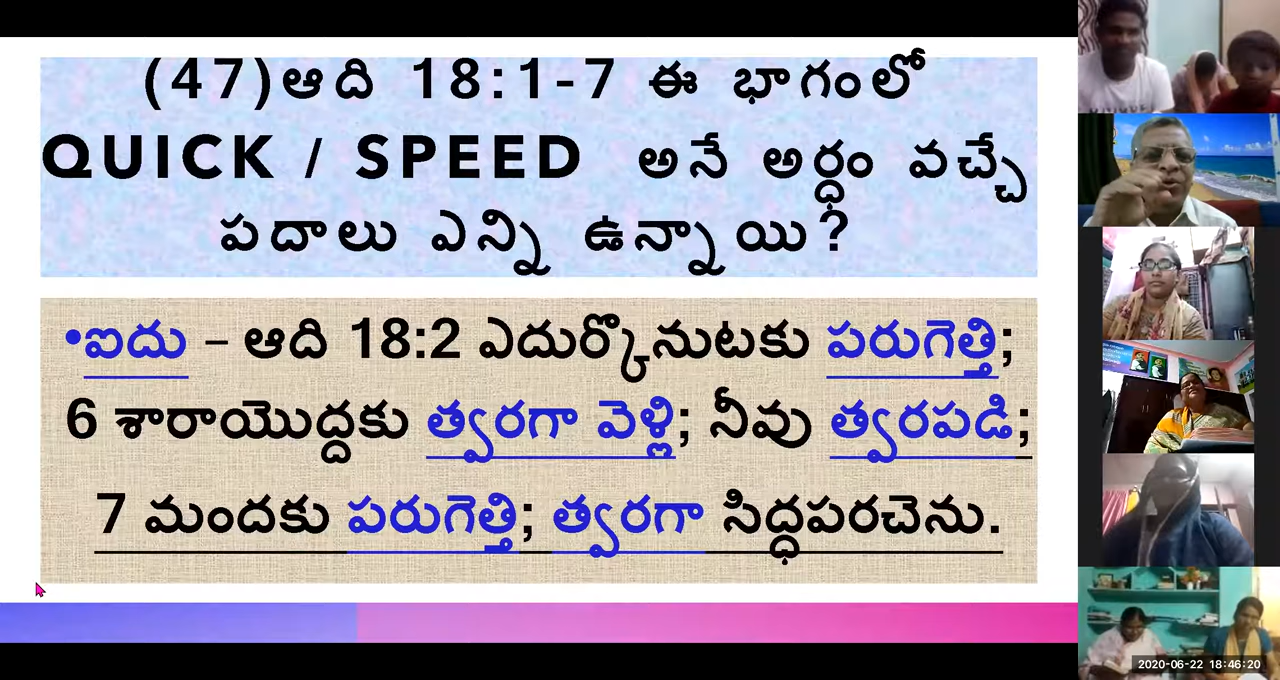 (47)ఆది 18:1-7 ఈ భాగంలో
QUICK / SPEED అనే అర్ధం వచ్చే
పదాలు ఎన్ని ఉన్నాయి?
•ఐదు – ఆది 18:2 ఎదుర్కొనుటకు పరుగెత్తి;
6 శారాయొద్దకు త్వరగా వెళ్లి; నీవు త్వరపడి;
7 మందకు పరుగెత్తి; త్వరగా సిద్ధపరచెను.
2020-06-22 18:46:20